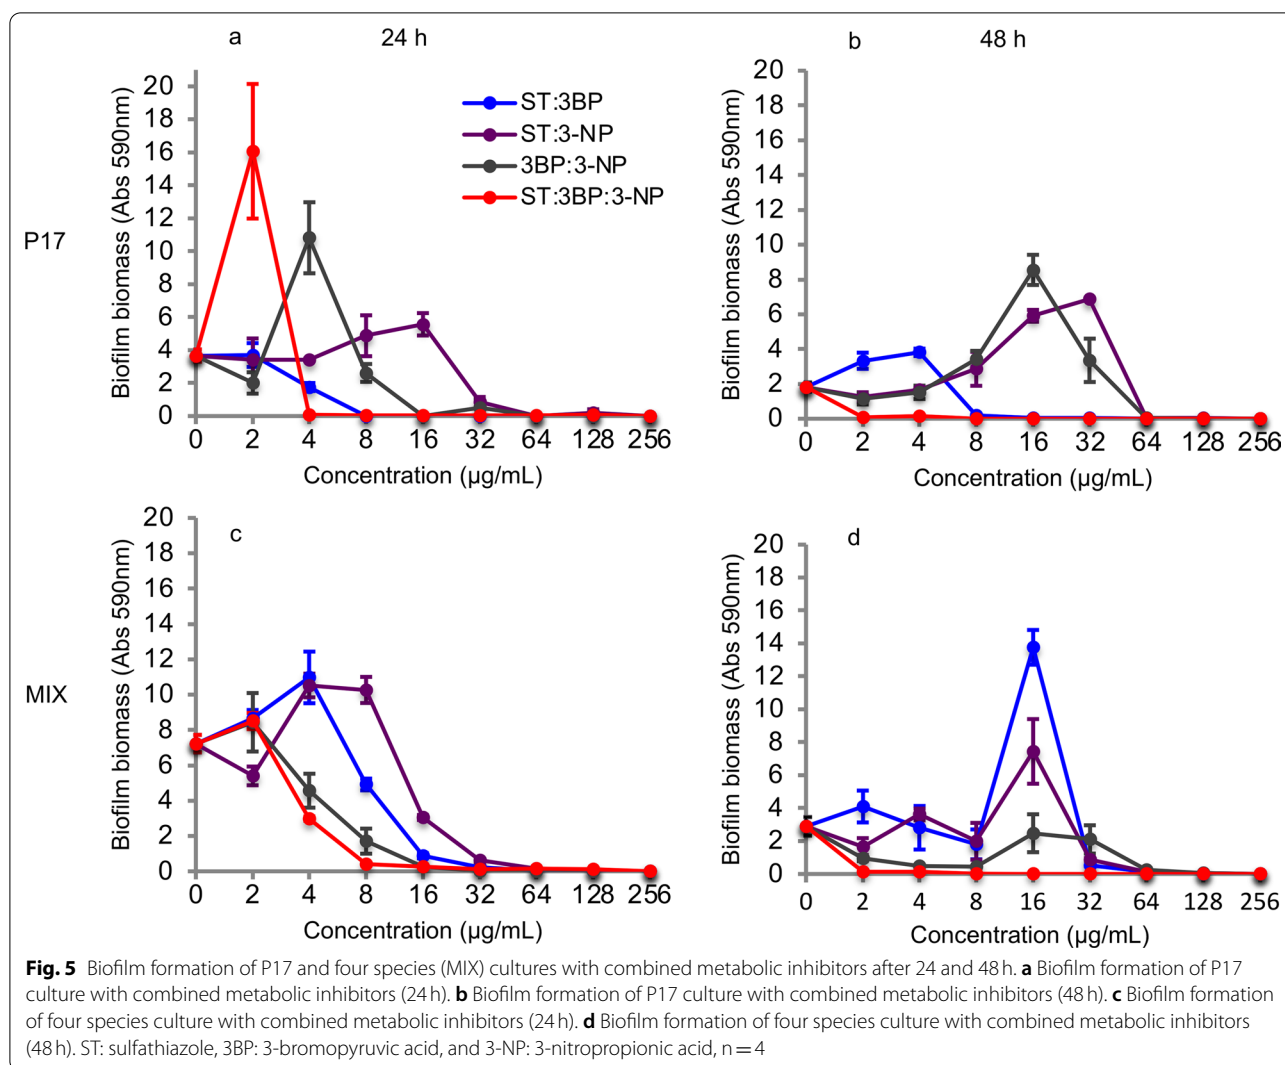 a
24 h
b
48 h
P17
Biofilm biomass (Abs 590nm)
20
18
16
14
12
10
8
6
4
2
0
0 2 4 8 16 32 64 128 256
Concentration (µg/mL)
ST:3BP
ST:3-NP
3BP:3-NP
ST:3BP:3-NP
Biofilm biomass (Abs 590nm)
20
18
16
14
12
10
8
6
4
2
0
0 2 4 8 16 32 64 128 256
Concentration (µg/mL)
MIX
c
Biofilm biomass (Abs 590nm)
20
18
16
14
12
10
8
6
4
2
0
0 2 4 8 16 32 64 128 256
Concentration (µg/mL)
d
Biofilm biomass (Abs 590nm)
20
18
16
14
12
10
8
6
4
2
0
0 2 4 8 16 32 64 128 256
Concentration (µg/mL)
Fig. 5 Biofilm formation of P17 and four species (MIX) cultures with combined metabolic inhibitors after 24 and 48 h. a Biofilm formation of P17
culture with combined metabolic inhibitors (24 h). b Biofilm formation of P17 culture with combined metabolic inhibitors (48 h). c Biofilm formation
of four species culture with combined metabolic inhibitors (24 h). d Biofilm formation of four species culture with combined metabolic inhibitors
(48 h). ST: sulfathiazole, 3BP: 3-bromopyruvic acid, and 3-NP: 3-nitropropionic acid, n = 4